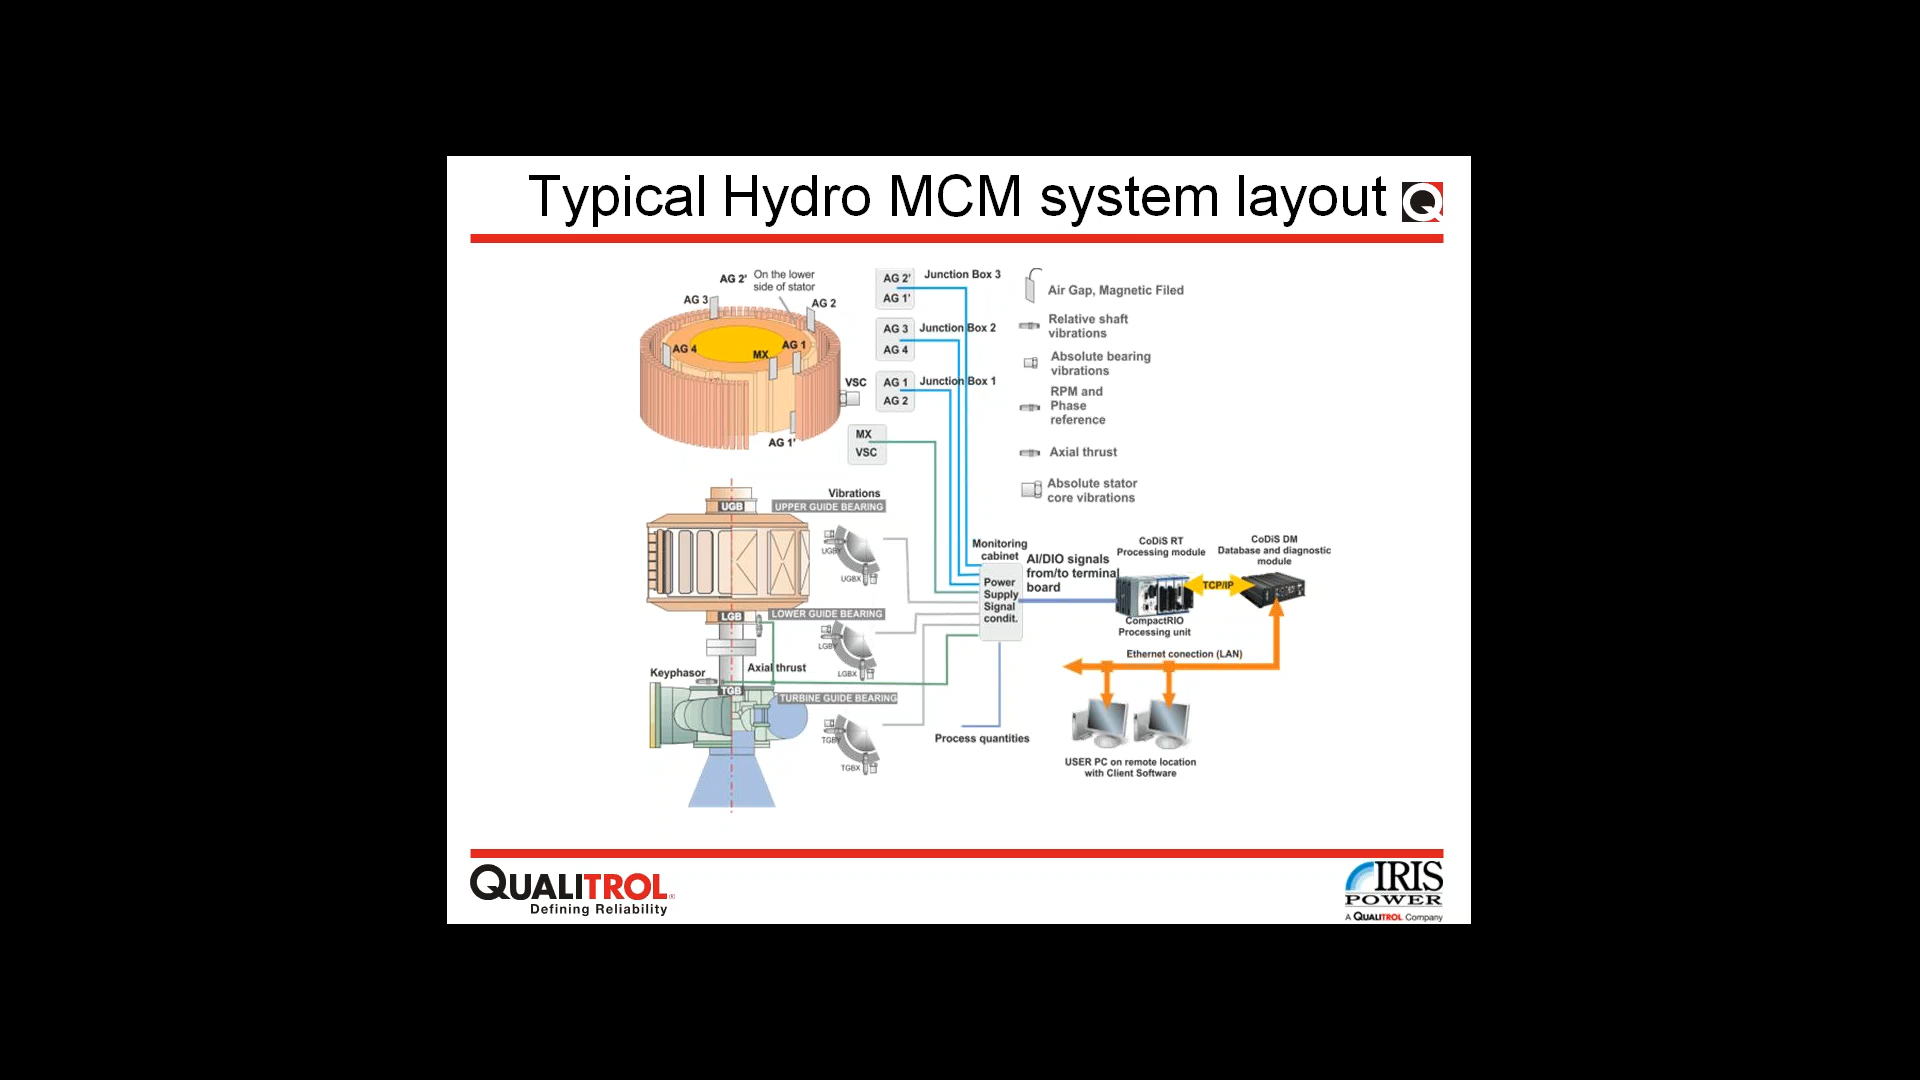 Typical Hydro MCM system layout
AG 2'
On the lower
side of stator
AG 3
AG 2
AG 4
MX
AG 1
VSC
AG 1'
AG 2'
AG 1'
Junction Box 3
AG 3
AG 4
Junction Box 2
AG 1
AG 2
Junction Box 1
MX
VSC
Air Gap, Magnetic Filed
Relative shaft
vibrations
Absolute bearing
vibrations
RPM and
Phase
reference
Axial thrust
Absolute stator
core vibrations
Vibrations
UPPER GUIDE BEARING
UGB
UGBY
UGBX
LOWER GUIDE BEARING
LGB
LGBY
LGBX
Keyphasor
Axial thrust
TGB
TURBINE GUIDE BEARING
TGBY
TGBX
Monitoring
cabinet
Power
Supply
Signal
condit.
AI/DIO signals
from/to terminal
board
Process quantities
CoDiS RT
Processing module
CompactRIO
Processing unit
TCP/IP
CoDiS DM
Database and diagnostic
module
Ethernet conection (LAN)
USER PC on remote location
with Client Software
QUALITROL
Defining Reliability
IRIS
POWER
A QUALITROL Company